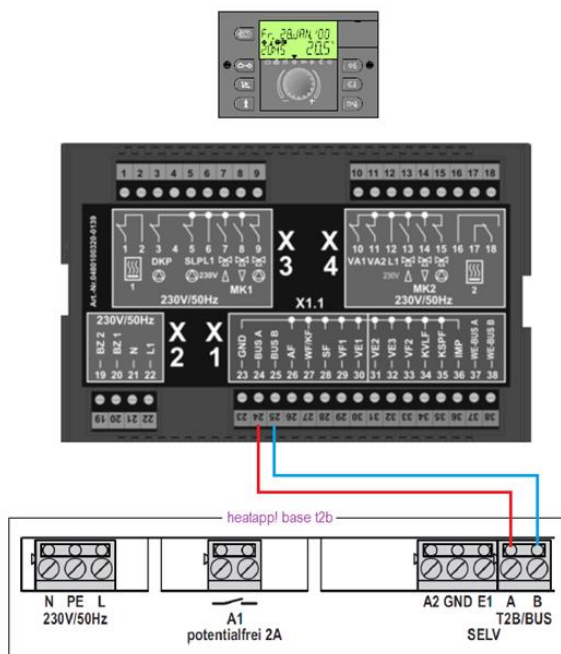 Fr. 28.JAN.'00
20:45 20.5°
1 2 3 4 5 6 7 8 9
10 11 12 13 14 15 16 17 18
Art.-Nr.0480100320-0139
1 2 3 4 5 6 7 8 9
DKP SLP L1
1 230V MK1
230V/50Hz
X 3
X 4
10 11 12 13 14 15 16 17 18
VA1 VA2 L1
230V MK2 2
230V/50Hz
X1.1
230V/50Hz
BZ 2 BZ 1 N L1
19 20 21 22
X 2
X 1
GND BUS A BUS B AF WF/KF SF VF1 VE1 VE2 VE3 VF2 KVLF KSPF IMP WE-BUS A WE-BUS B
23 24 25 26 27 28 29 30 31 32 33 34 35 36 37 38
19 20 21 22
23 24 25 26 27 28 29 30 31 32 33 34 35 36 37 38
heatapp! base t2b
N PE L
230V/50Hz
A1
potentialfrei 2A
A2 GND E1 A B
T2B/BUS
SELV